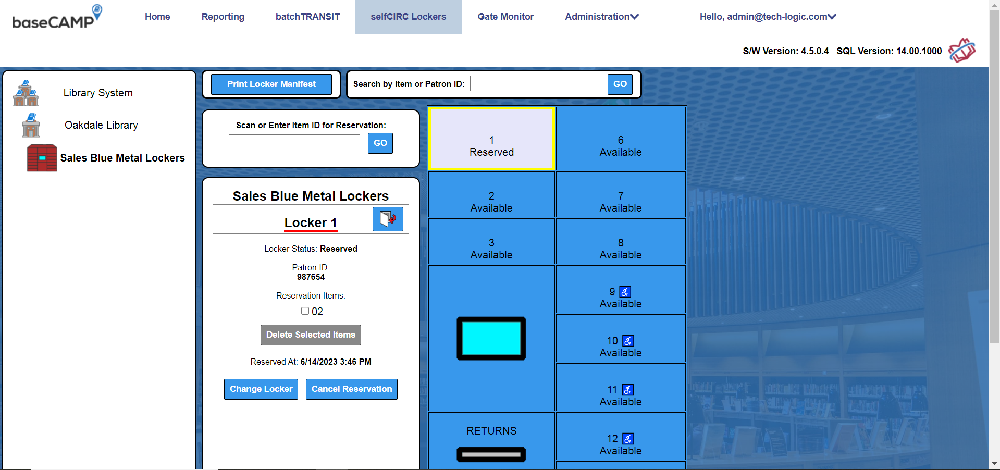 baseCAMP
Home
Reporting
batchTRANSIT
selfCIRC Lockers
Gate Monitor
Administration
Hello, admin@tech-logic.com
S/W Version: 4.5.0.4 SQL Version: 14.00.1000
Library System
Oakdale Library
Sales Blue Metal Lockers
Print Locker Manifest
Search by Item or Patron ID:
GO
Scan or Enter Item ID for Reservation:
GO
Sales Blue Metal Lockers
Locker 1
Locker Status: Reserved
Patron ID:
987654
Reservation Items:
02
Delete Selected Items
Reserved At: 6/14/2023 3:46 PM
Change Locker
Cancel Reservation
1
Reserved
2
Available
3
Available
RETURNS
6
Available
7
Available
8
Available
9
Available
10
Available
11
Available
12
Available